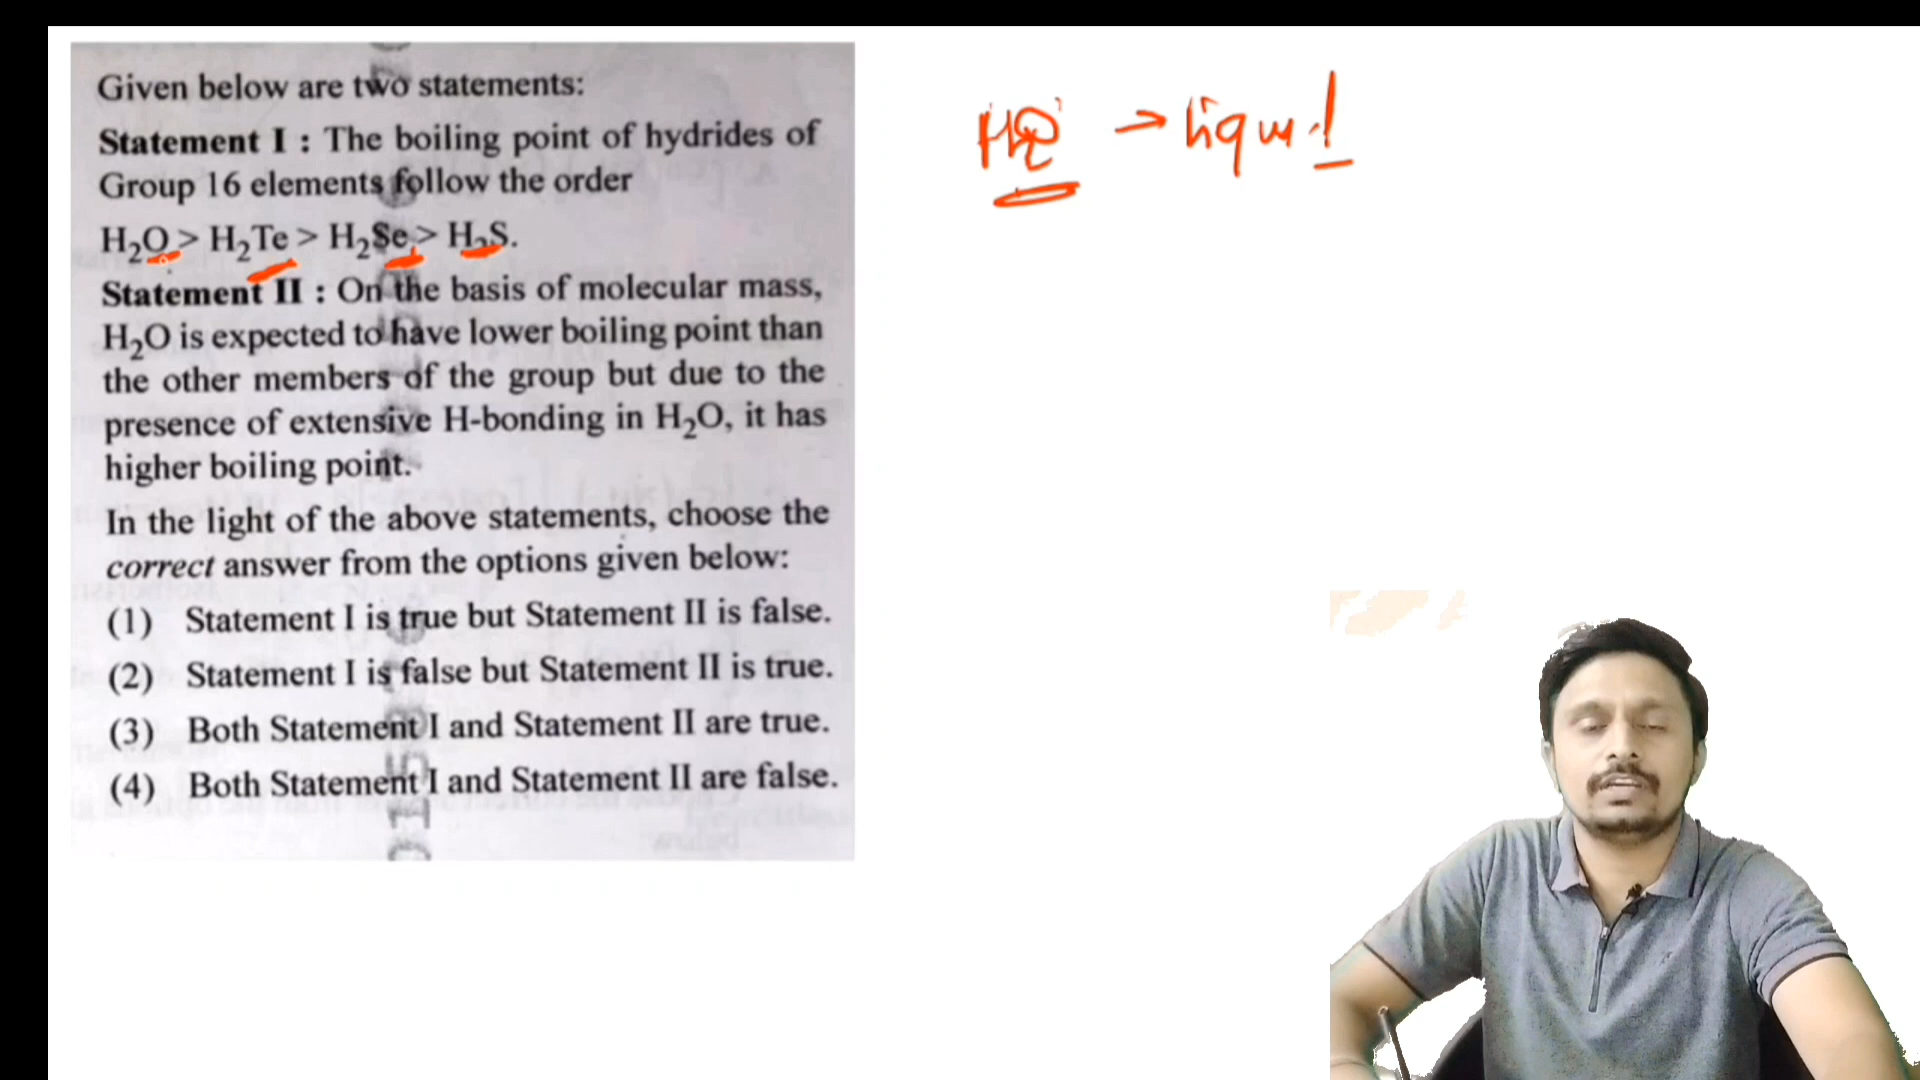 Given below are two statements:
Statement I : The boiling point of hydrides of
Group 16 elements follow the order
H₂O > H₂Te > H₂Se > H₂S.
Statement II : On the basis of molecular mass,
H₂O is expected to have lower boiling point than
the other members of the group but due to the
presence of extensive H-bonding in H₂O, it has
higher boiling point.
In the light of the above statements, choose the
correct answer from the options given below:
(1) Statement I is true but Statement II is false.
(2) Statement I is false but Statement II is true.
(3) Both Statement I and Statement II are true.
(4) Both Statement I and Statement II are false.
→ liquid